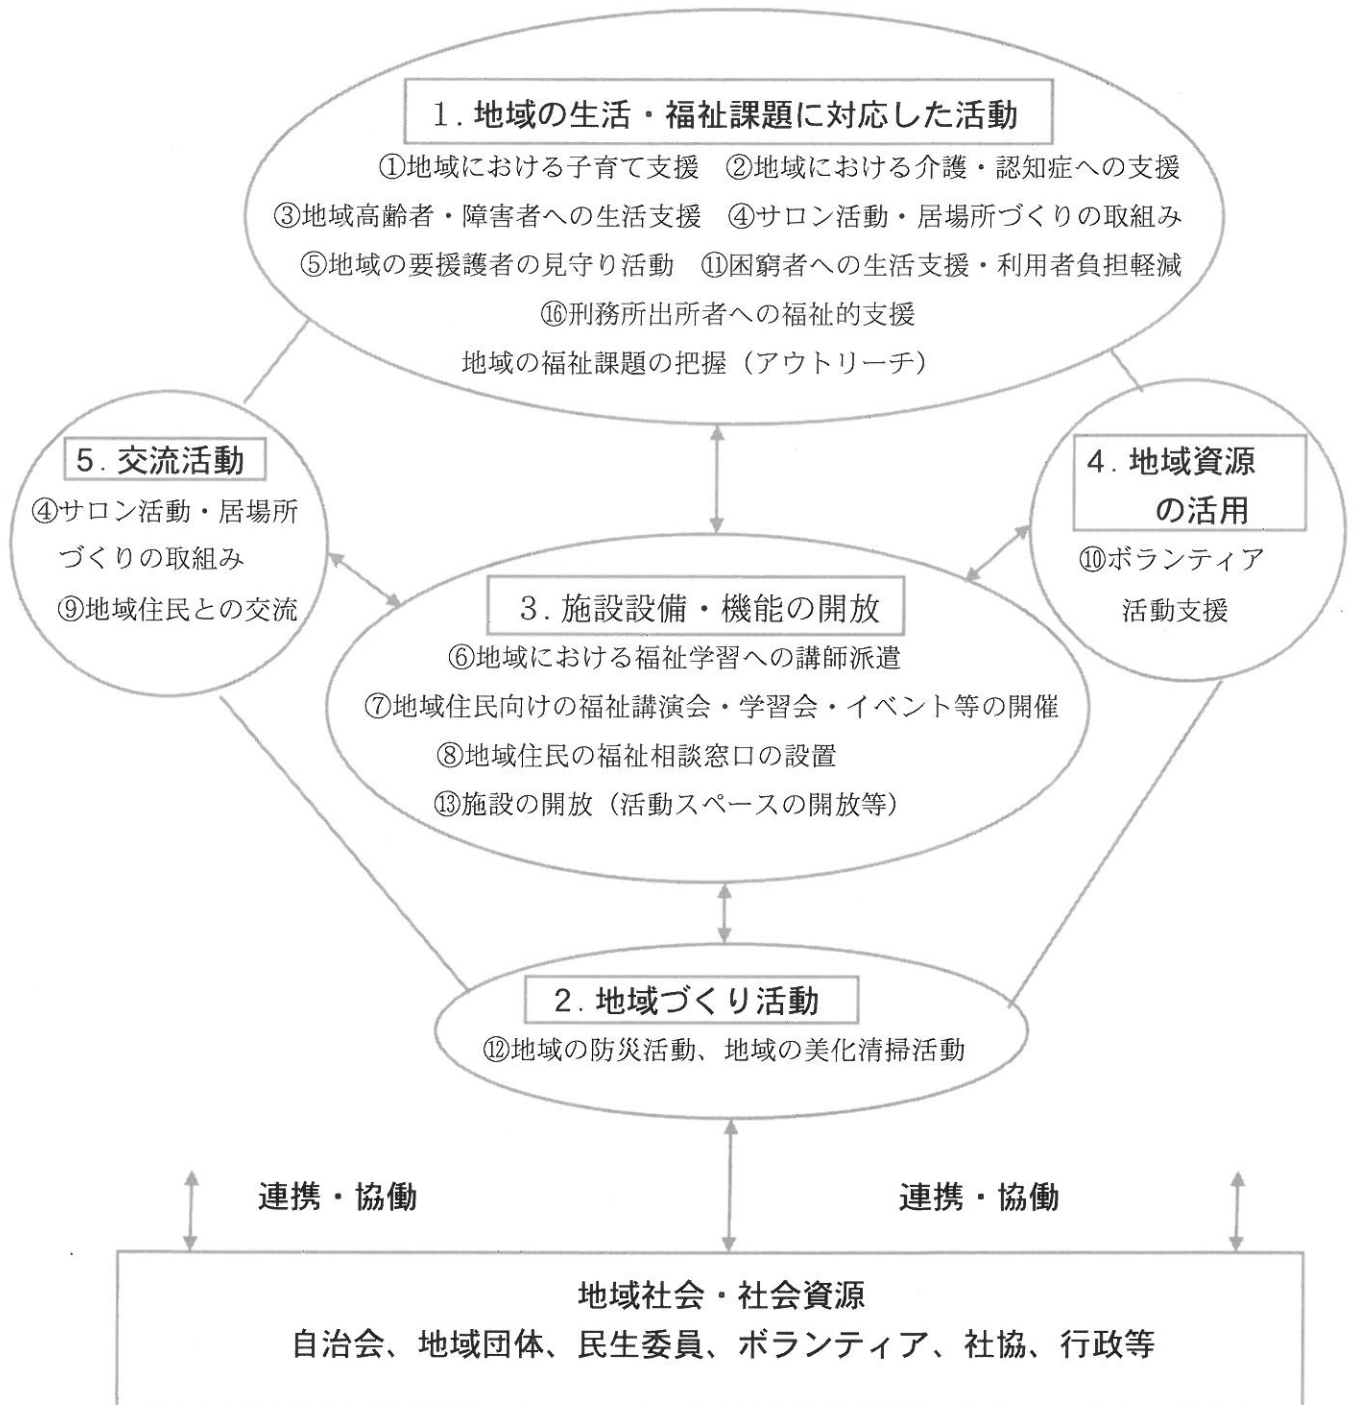 1．地域の生活・福祉課題に対応した活動
①地域における子育て支援　②地域における介護・認知症への支援
③地域高齢者・障害者への生活支援　④サロン活動・居場所づくりの取組み
⑤地域の要援護者の見守り活動　⑪困窮者への生活支援・利用者負担軽減
⑯刑務所出所者への福祉的支援
地域の福祉課題の把握（アウトリーチ）
5．交流活動
④サロン活動・居場所
づくりの取組み
⑨地域住民との交流
4．地域資源
の活用
⑩ボランティア
活動支援
3．施設設備・機能の開放
⑥地域における福祉学習への講師派遣
⑦地域住民向けの福祉講演会・学習会・イベント等の開催
⑧地域住民の福祉相談窓口の設置
⑬施設の開放（活動スペースの開放等）
2．地域づくり活動
⑫地域の防災活動、地域の美化清掃活動
連携・協働
連携・協働
地域社会・社会資源
自治会、地域団体、民生委員、ボランティア、社協、行政等